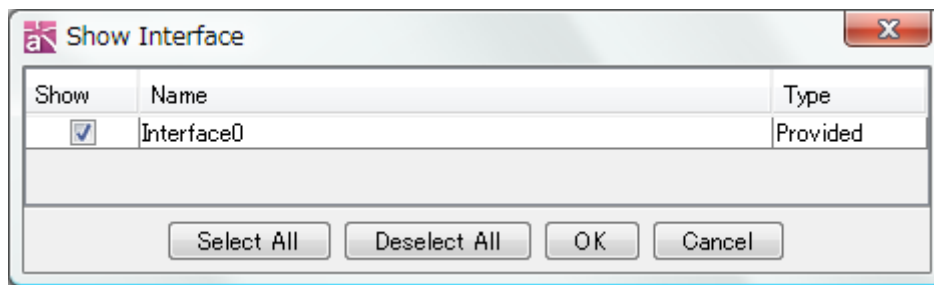 Show Interface
Show Name Type
Interface0 Provided
Select All Deselect All OK Cancel